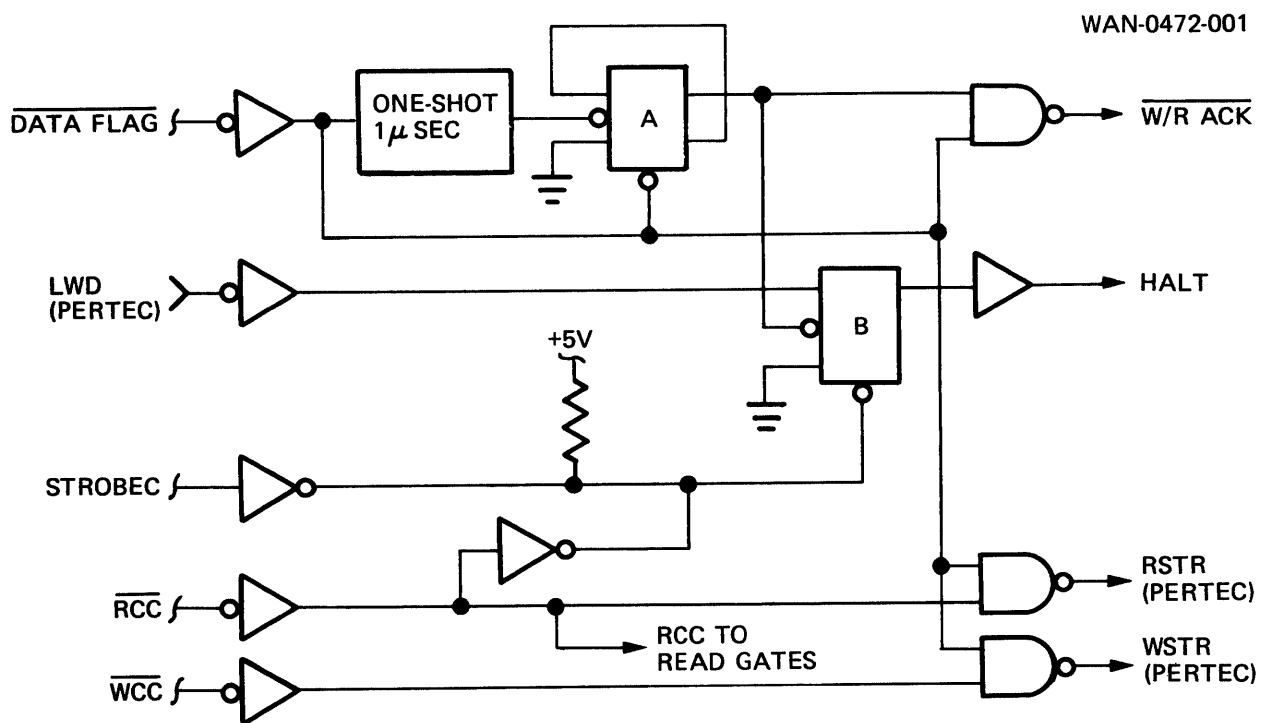 WAN-0472-001
DATA FLAG
ONE-SHOT
1μ SEC
A
W/R ACK
LWD
(PERTEC)
B
HALT
+5V
STROBEC
RCC
RCC TO
READ GATES
RSTR
(PERTEC)
WCC
WSTR
(PERTEC)